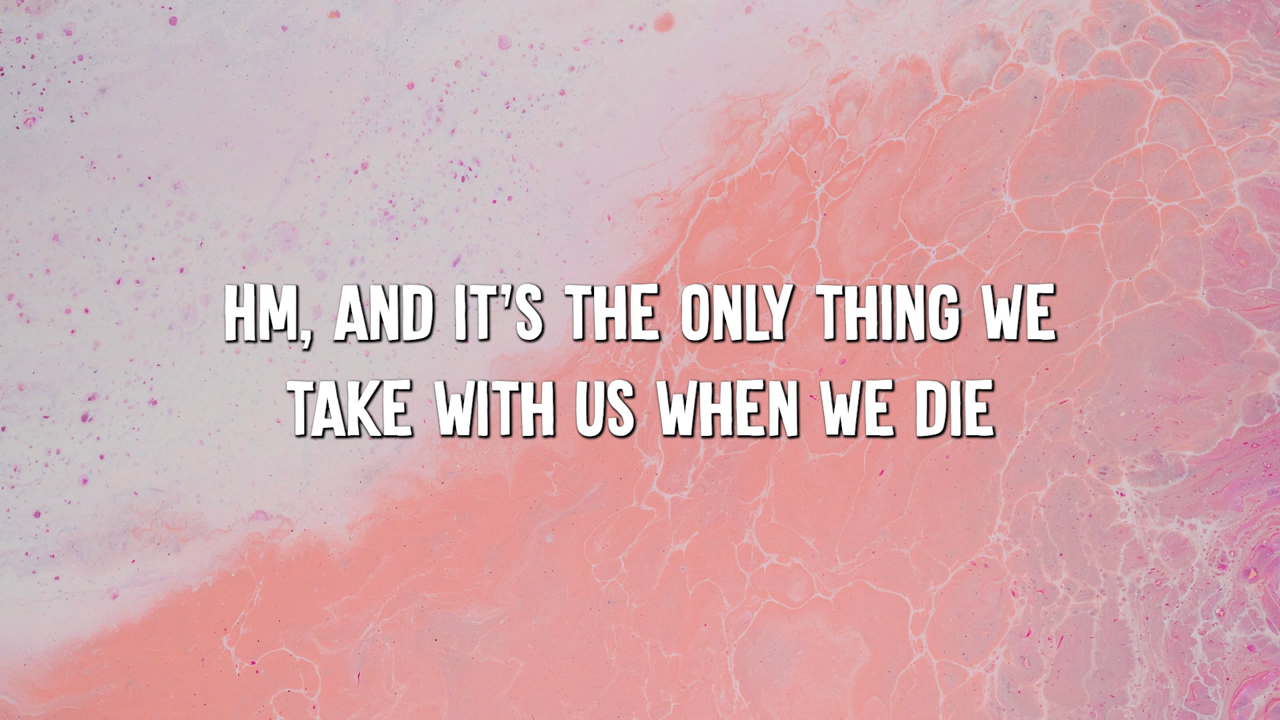 HM, AND IT'S THE ONLY THING WE
TAKE WITH US WHEN WE DIE